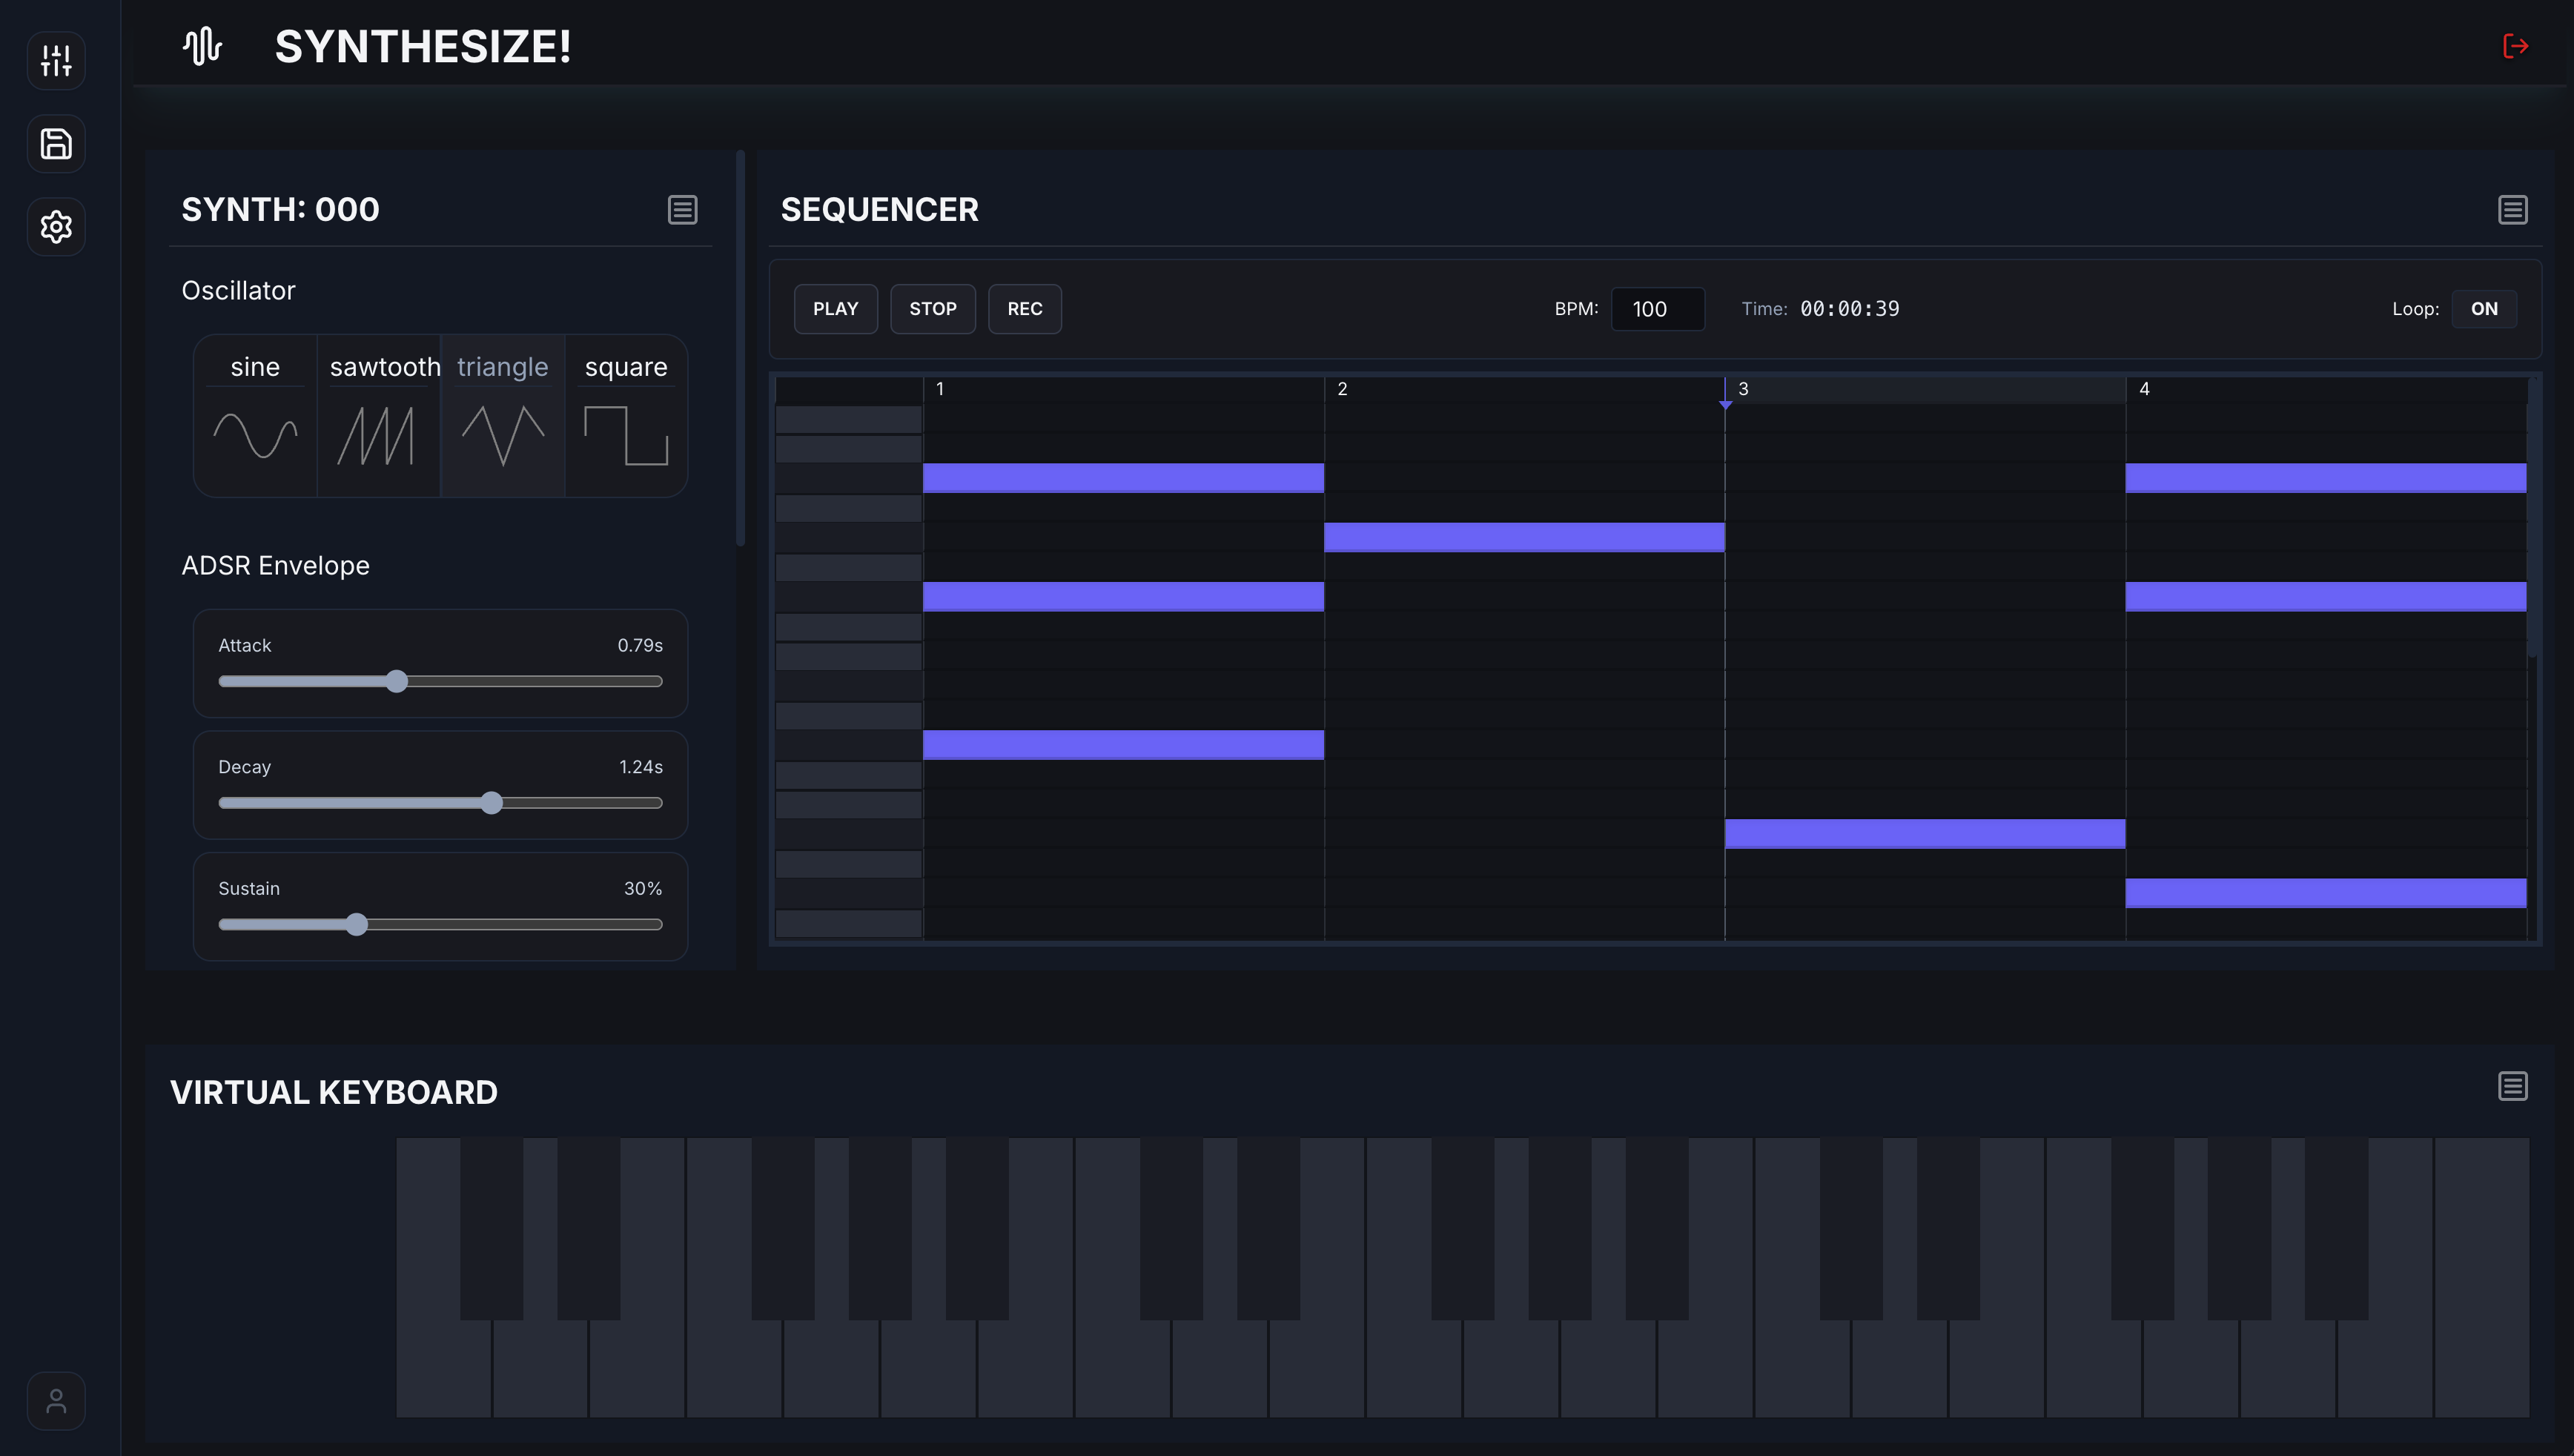 SYNTHESIZE!
SYNTH: 000
Oscillator
sine sawtooth triangle square
ADSR Envelope
Attack 0.79s
Decay 1.24s
Sustain 30%
SEQUENCER
PLAY STOP REC BPM: 100 Time: 00:00:39 Loop: ON
1 2 3 4
VIRTUAL KEYBOARD